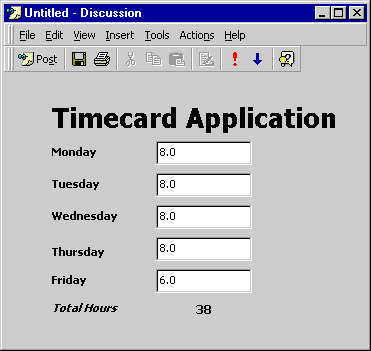 Untitled - Discussion
File Edit View Insert Tools Actions Help
Post
Timecard Application
Monday 8.0
Tuesday 8.0
Wednesday 8.0
Thursday 8.0
Friday 6.0
Total Hours 38